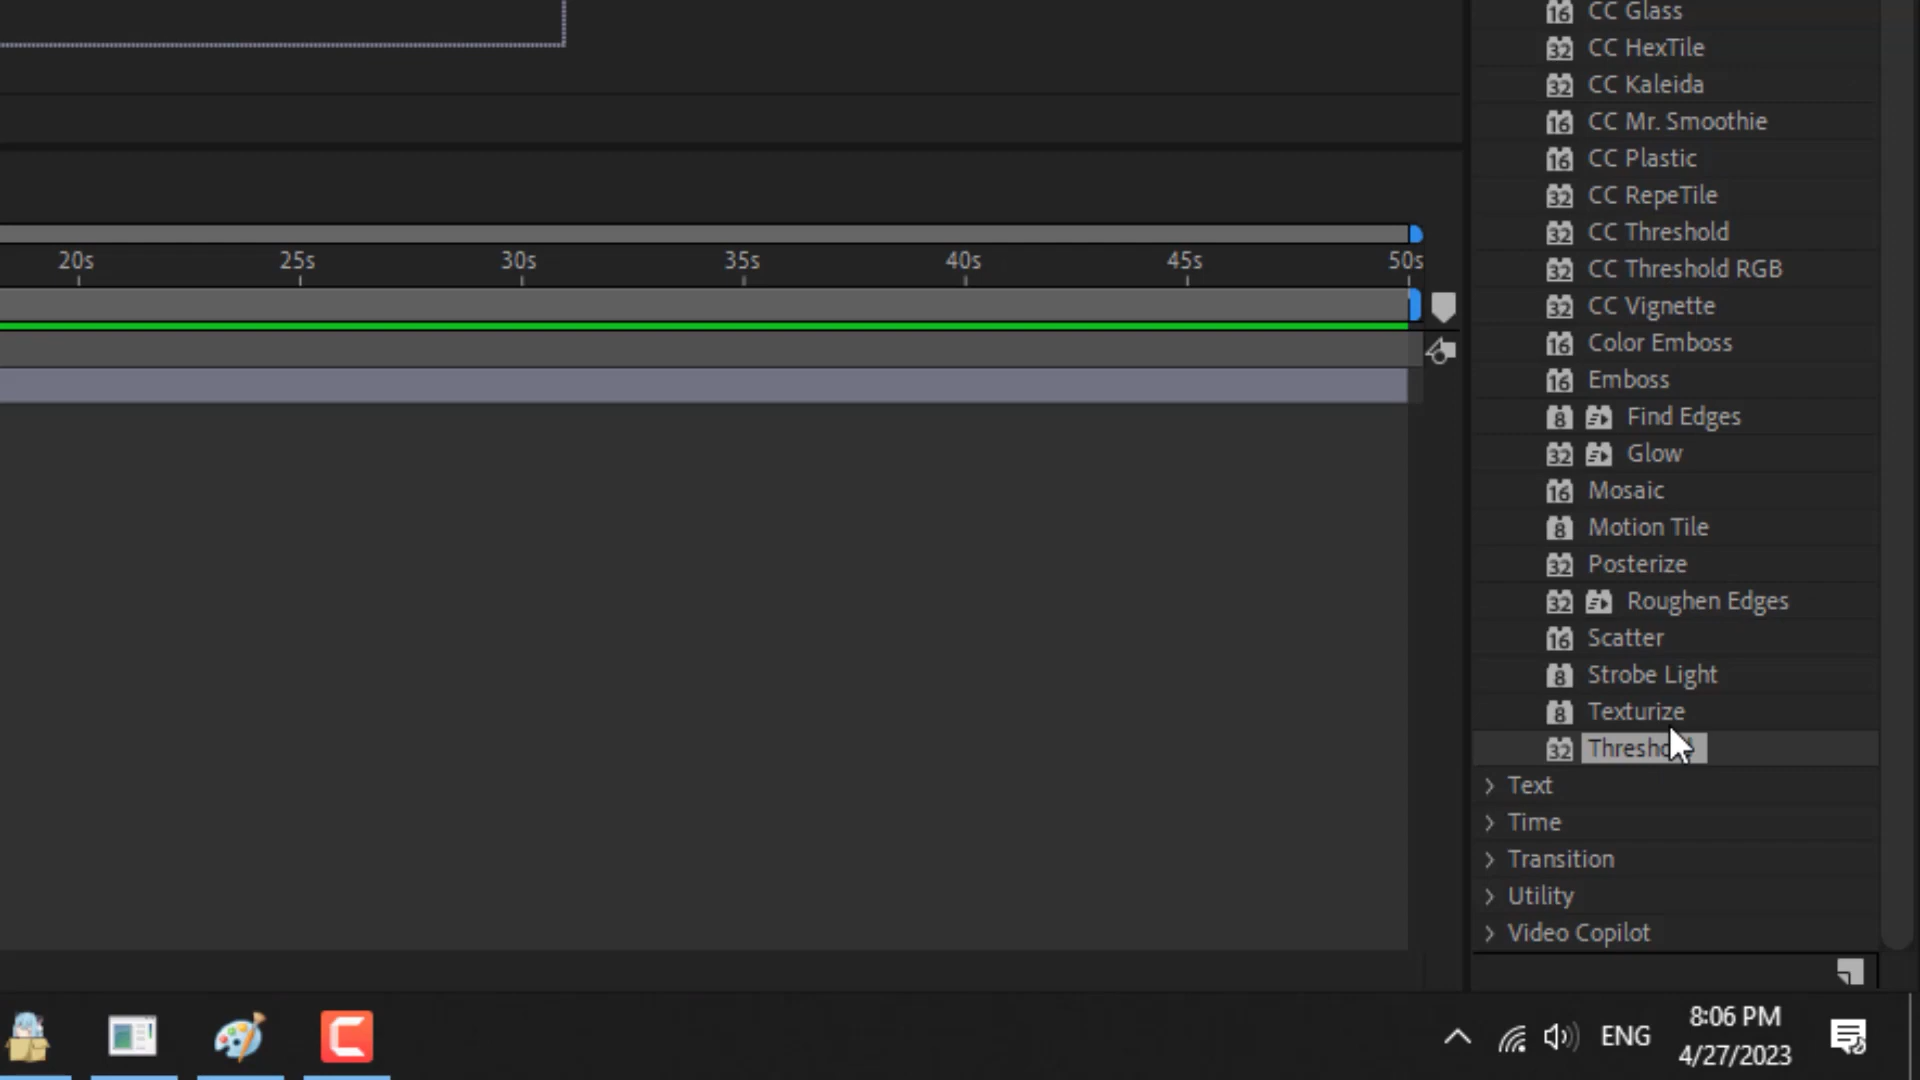 CC Glass
CC HexTile
CC Kaleida
CC Mr. Smoothie
CC Plastic
CC RepeTile
CC Threshold
CC Threshold RGB
CC Vignette
Color Emboss
Emboss
Find Edges
Glow
Mosaic
Motion Tile
Posterize
Roughen Edges
Scatter
Strobe Light
Texturize
Threshold
Text
Time
Transition
Utility
Video Copilot
20s 25s 30s 35s 40s 45s 50s
ENG
8:06 PM
4/27/2023